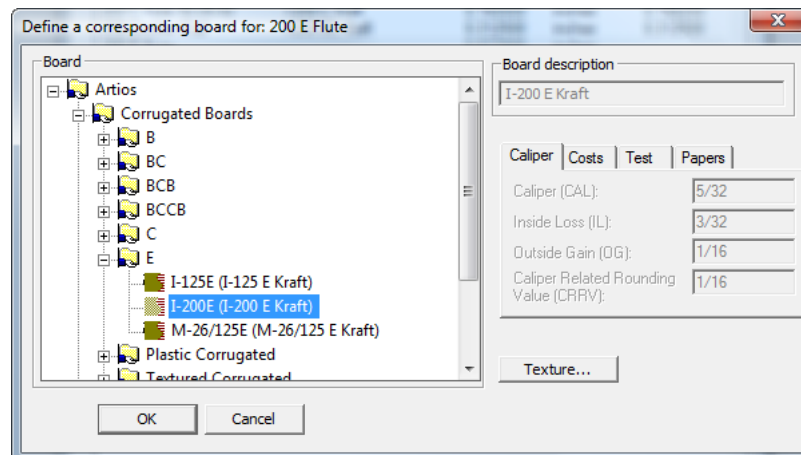 Define a corresponding board for: 200 E Flute
Board
Artios
Corrugated Boards
B
BC
BCB
BCCB
C
E
I-125E (I-125 E Kraft)
I-200E (I-200 E Kraft)
M-26/125E (M-26/125 E Kraft)
Plastic Corrugated
Textured Corrugated
OK Cancel
Board description
I-200 E Kraft
Caliper Costs Test Papers
Caliper (CAL): 5/32
Inside Loss (IL): 3/32
Outside Gain (OG): 1/16
Caliper Related Rounding
Value (CRRV): 1/16
Texture...